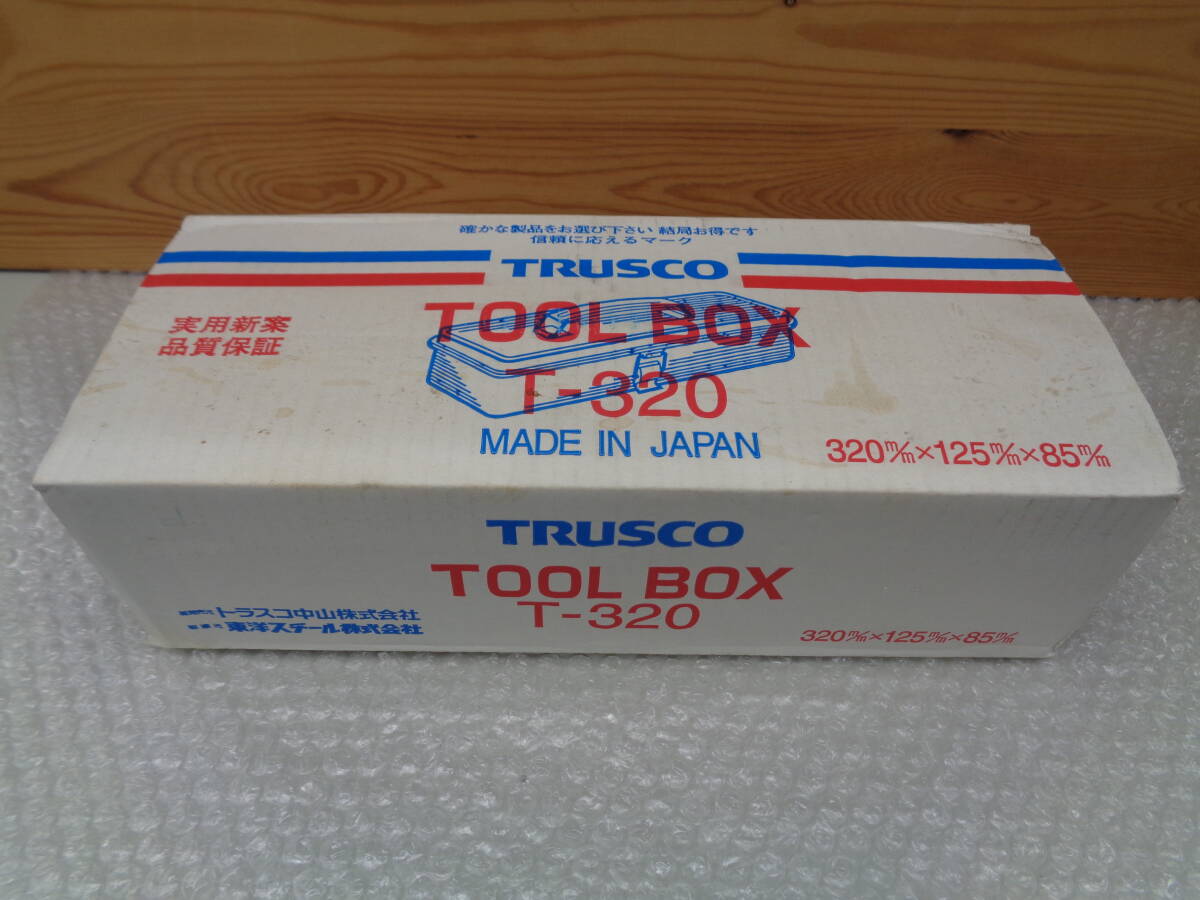 確かな製品をお選び下さい 結局お得です
信頼に応えるマーク
TRUSCO
実用新案
品質保証
TOOL BOX
T-320
MADE IN JAPAN
320m/m×125m/m×85m/m
TRUSCO
TOOL BOX
T-320
トラスコ中山株式会社
東洋スチール株式会社
320m/m×125m/m×85m/m